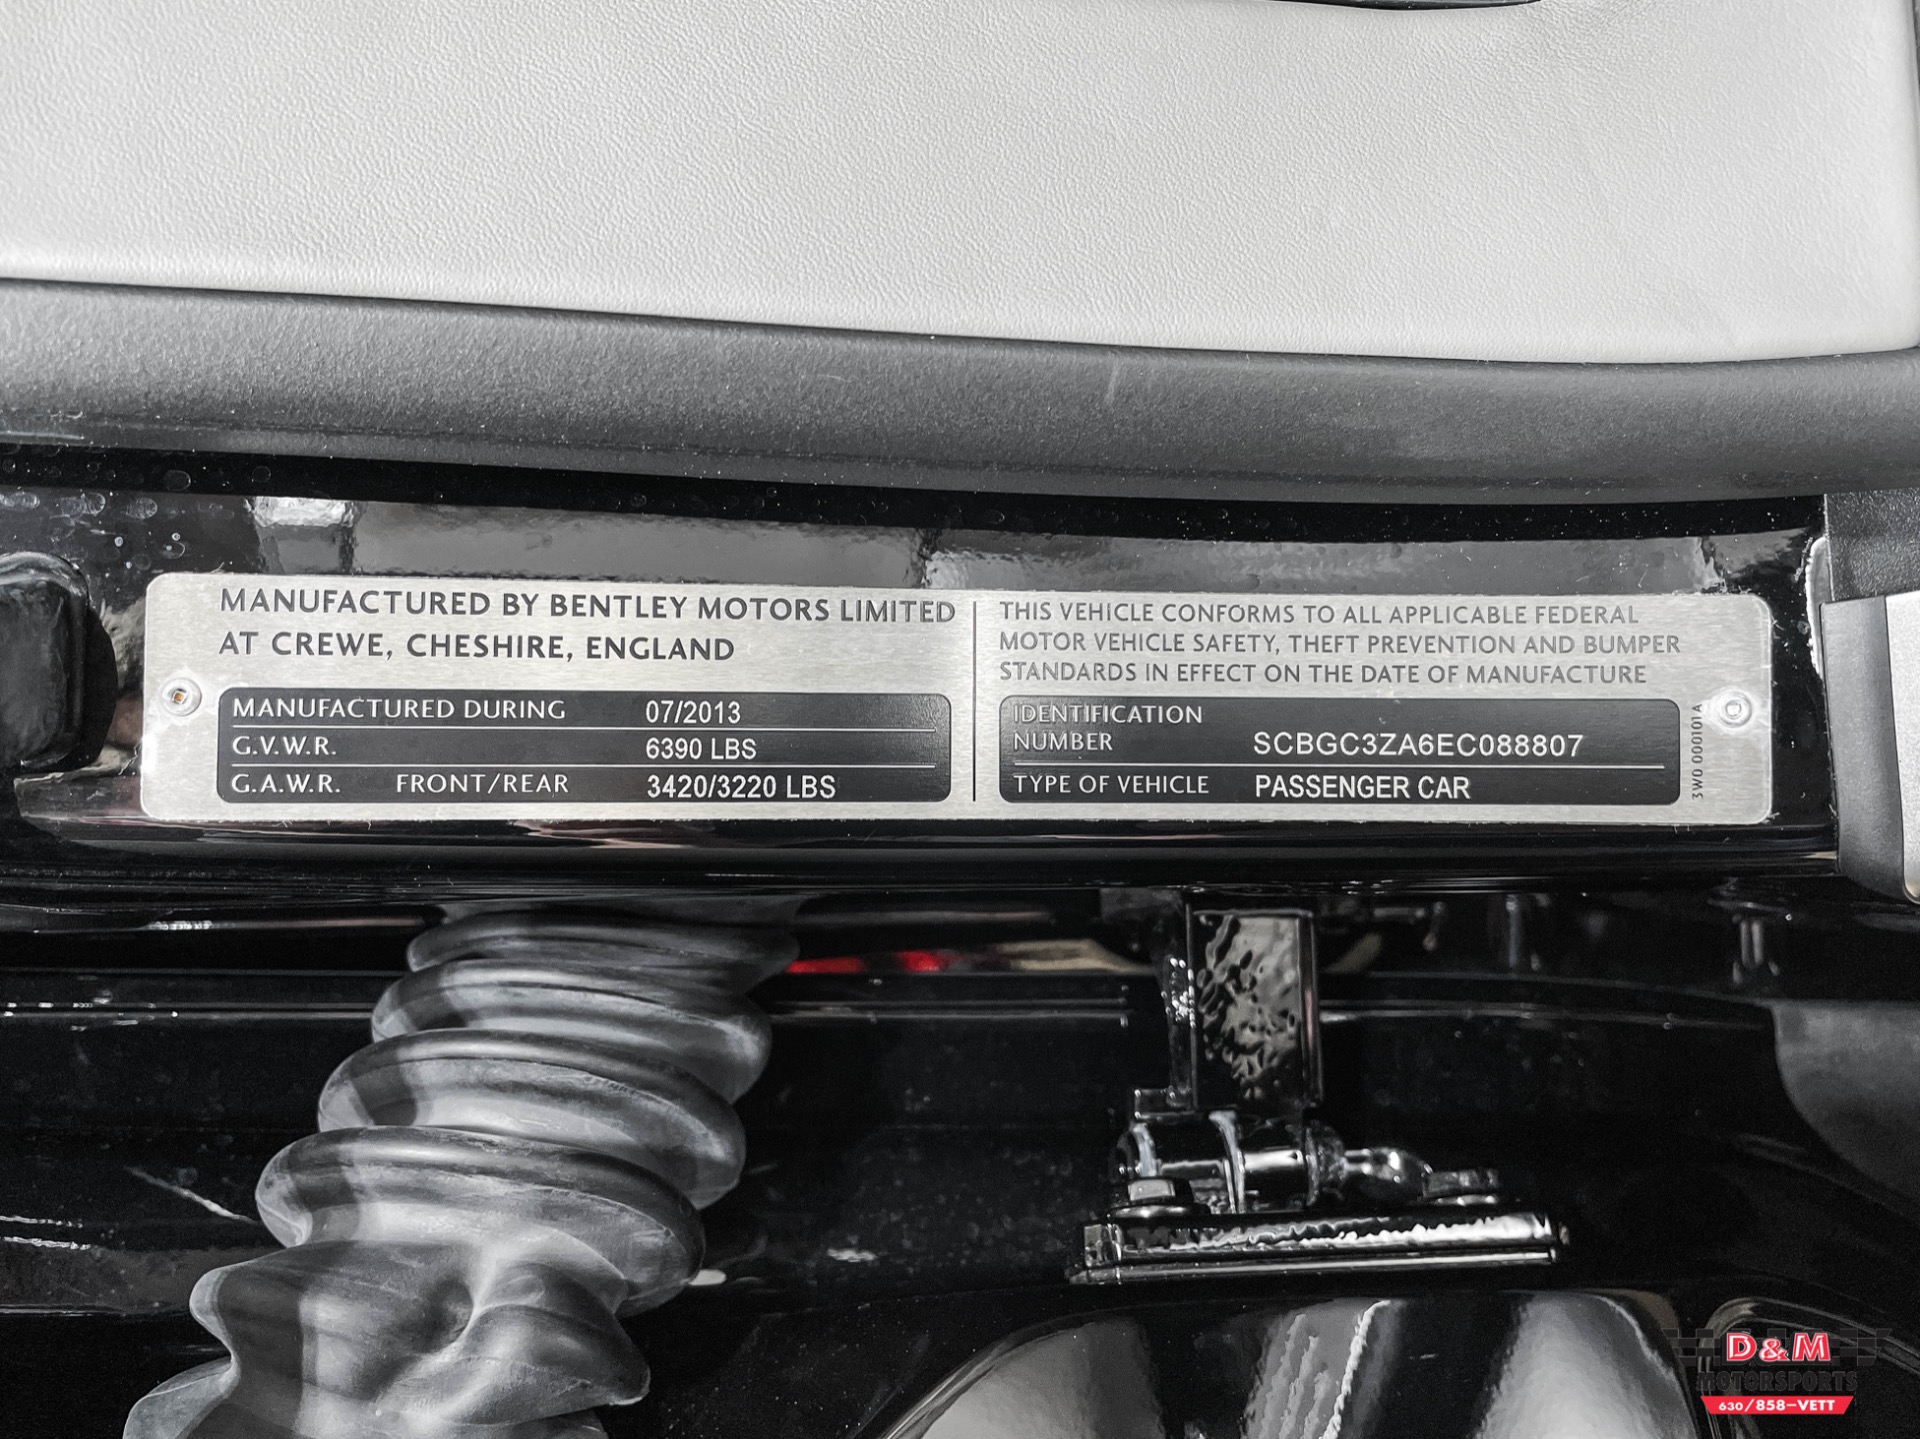 MANUFACTURED BY BENTLEY MOTORS LIMITED
AT CREWE, CHESHIRE, ENGLAND
MANUFACTURED DURING 07/2013
G.V.W.R. 6390 LBS
G.A.W.R. FRONT/REAR 3420/3220 LBS
THIS VEHICLE CONFORMS TO ALL APPLICABLE FEDERAL
MOTOR VEHICLE SAFETY, THEFT PREVENTION AND BUMPER
STANDARDS IN EFFECT ON THE DATE OF MANUFACTURE
IDENTIFICATION
NUMBER SCBGC3ZA6EC088807
TYPE OF VEHICLE PASSENGER CAR
3W0 000101A
D&M
MOTORSPORTS
630/858-VETT